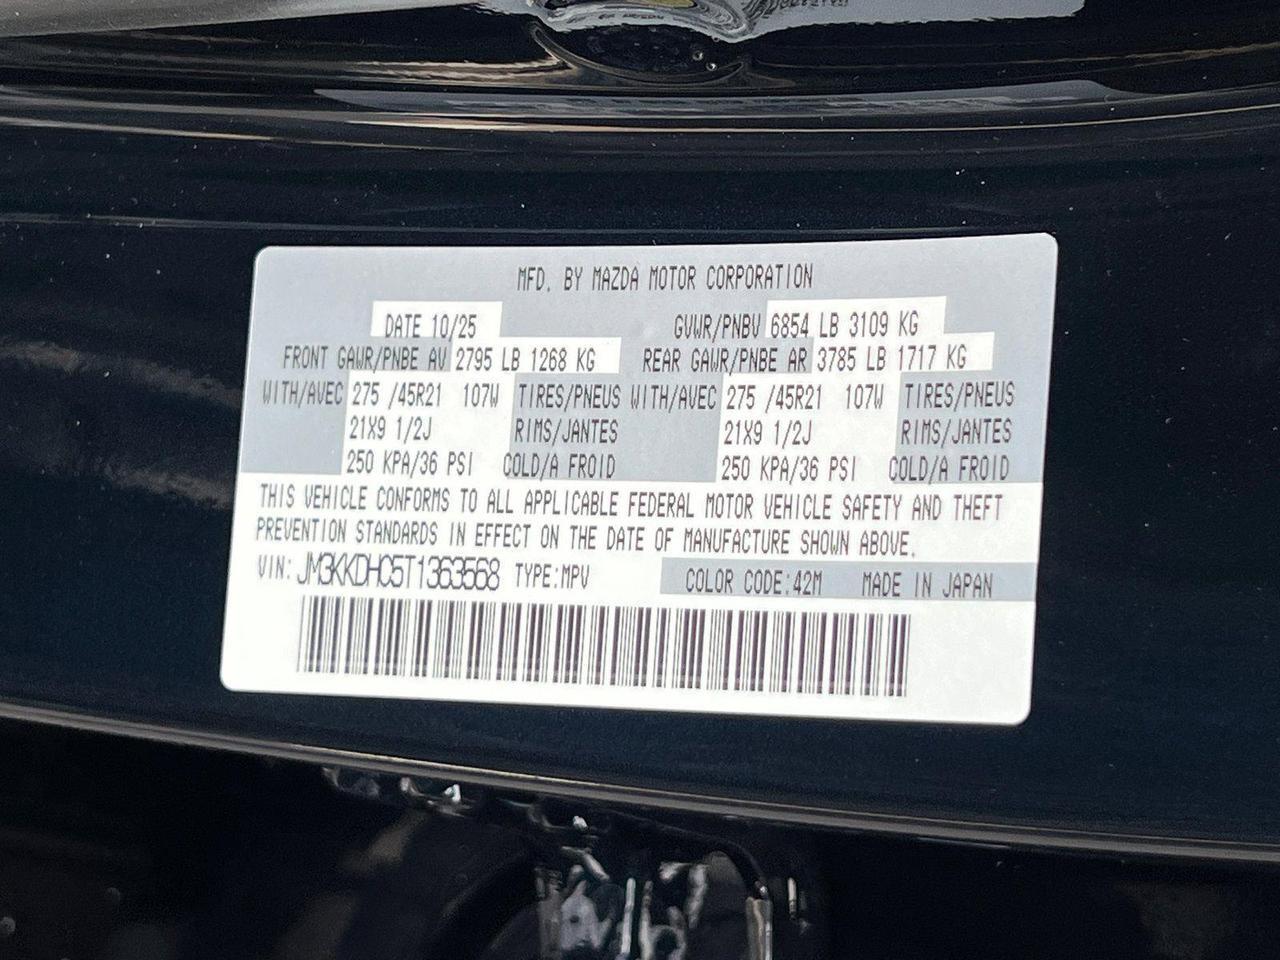 MFD. BY MAZDA MOTOR CORPORATION
DATE 10/25 GVWR/PNBV 6854 LB 3109 KG
FRONT GAWR/PNBE AV 2795 LB 1268 KG REAR GAWR/PNBE AR 3785 LB 1717 KG
WITH/AVEC 275 /45R21 107W TIRES/PNEUS WITH/AVEC 275 /45R21 107W TIRES/PNEUS
21X9 1/2J RIMS/JANTES 21X9 1/2J RIMS/JANTES
250 KPA/36 PSI COLD/A FROID 250 KPA/36 PSI COLD/A FROID
THIS VEHICLE CONFORMS TO ALL APPLICABLE FEDERAL MOTOR VEHICLE SAFETY AND THEFT
PREVENTION STANDARDS IN EFFECT ON THE DATE OF MANUFACTURE SHOWN ABOVE.
VIN: JM3KKDHC5T1363568 TYPE:MPV COLOR CODE:42M MADE IN JAPAN